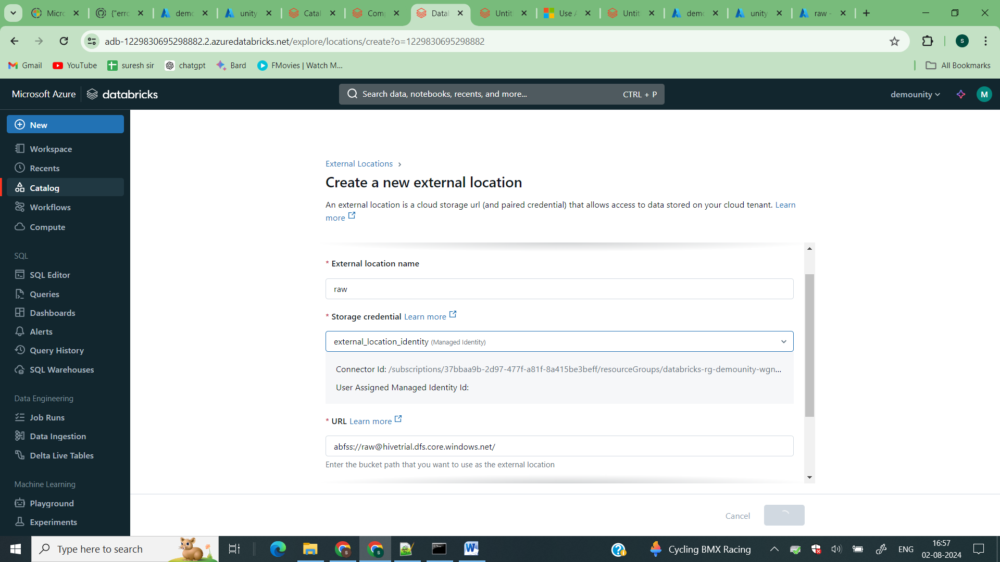 Micro
{"erro
demo
unity
Catal
Comp
Datal
Untit
Use A
Untit
demo
unity
raw -
adb-1229830695298882.2.azuredatabricks.net/explore/locations/create?o=1229830695298882
S
Gmail
YouTube
suresh sir
chatgpt
Bard
FMovies | Watch M...
All Bookmarks
Microsoft Azure
databricks
Search data, notebooks, recents, and more...
CTRL + P
demounity
M
New
Workspace
Recents
Catalog
Workflows
Compute
SQL
SQL Editor
Queries
Dashboards
Alerts
Query History
SQL Warehouses
Data Engineering
Job Runs
Data Ingestion
Delta Live Tables
Machine Learning
Playground
Experiments
External Locations >
Create a new external location
An external location is a cloud storage url (and paired credential) that allows access to data stored on your cloud tenant. Learn
more
* External location name
raw
* Storage credential Learn more
external_location_identity (Managed Identity)
Connector Id: /subscriptions/37bbaa9b-2d97-477f-a81f-8a415be3beff/resourceGroups/databricks-rg-demounity-wgn...
User Assigned Managed Identity Id:
* URL Learn more
abfss://raw@hivetrial.dfs.core.windows.net/
Enter the bucket path that you want to use as the external location
Cancel
Type here to search
Cycling BMX Racing
ENG
16:57
02-08-2024